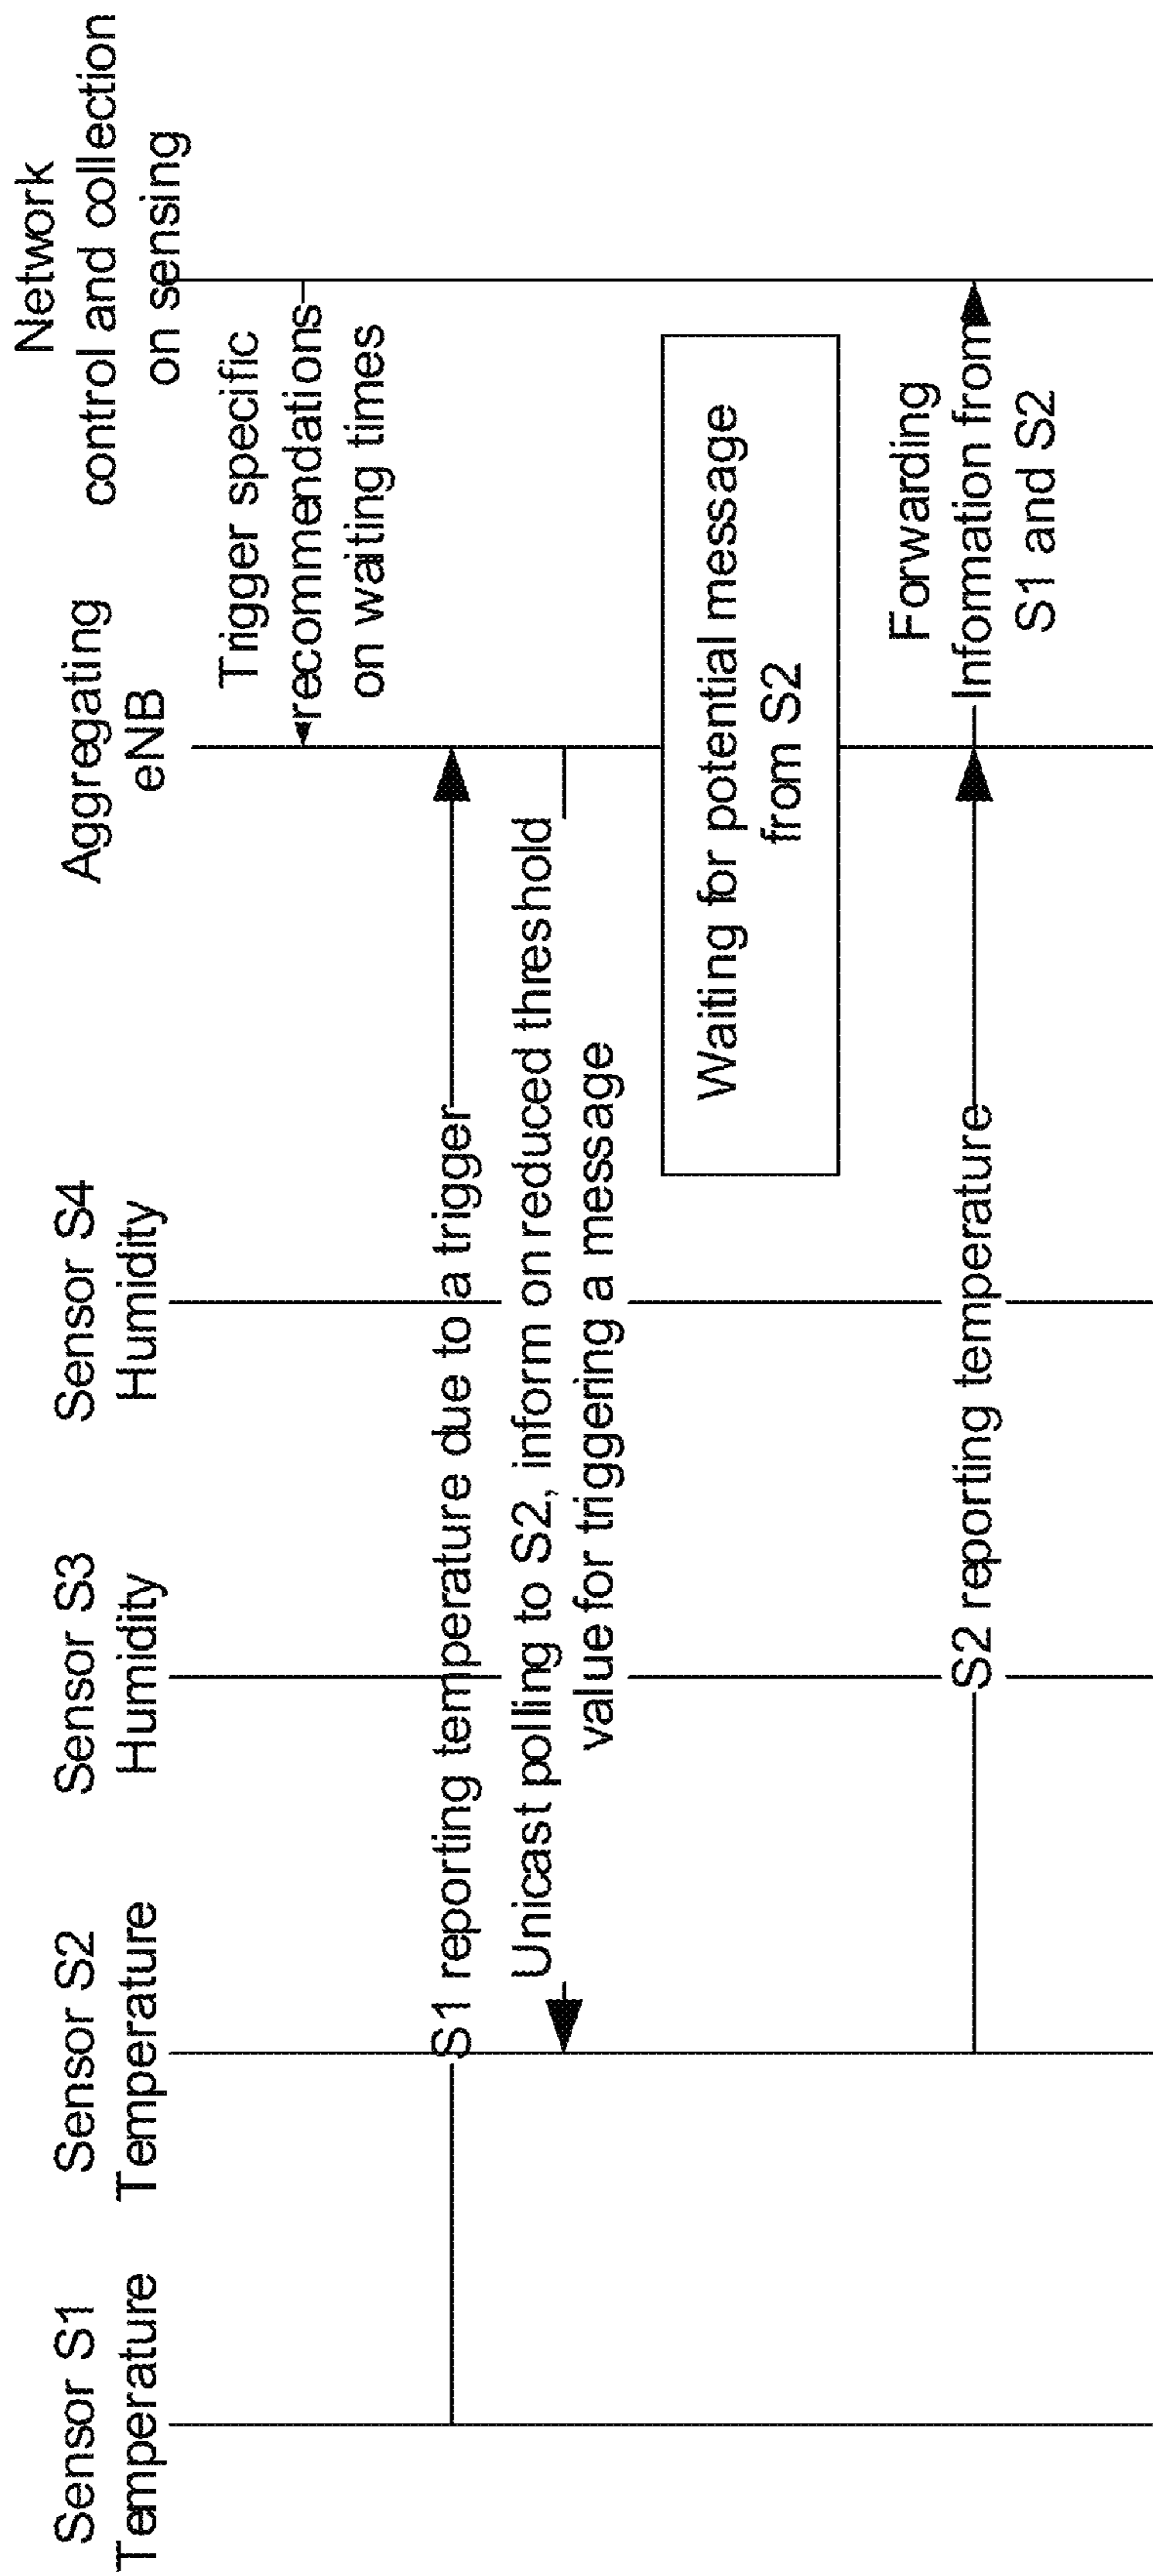 Sensor S1
Temperature
Sensor S2
Temperature
Sensor S3
Humidity
Sensor S4
Humidity
Aggregating
eNB
Network
control and collection
on sensing
Trigger specific
recommendations
on waiting times
S1 reporting temperature due to a trigger
Unicast polling to S2, inform on reduced threshold
value for triggering a message
Waiting for potential message
from S2
S2 reporting temperature
Forwarding
Information from
S1 and S2